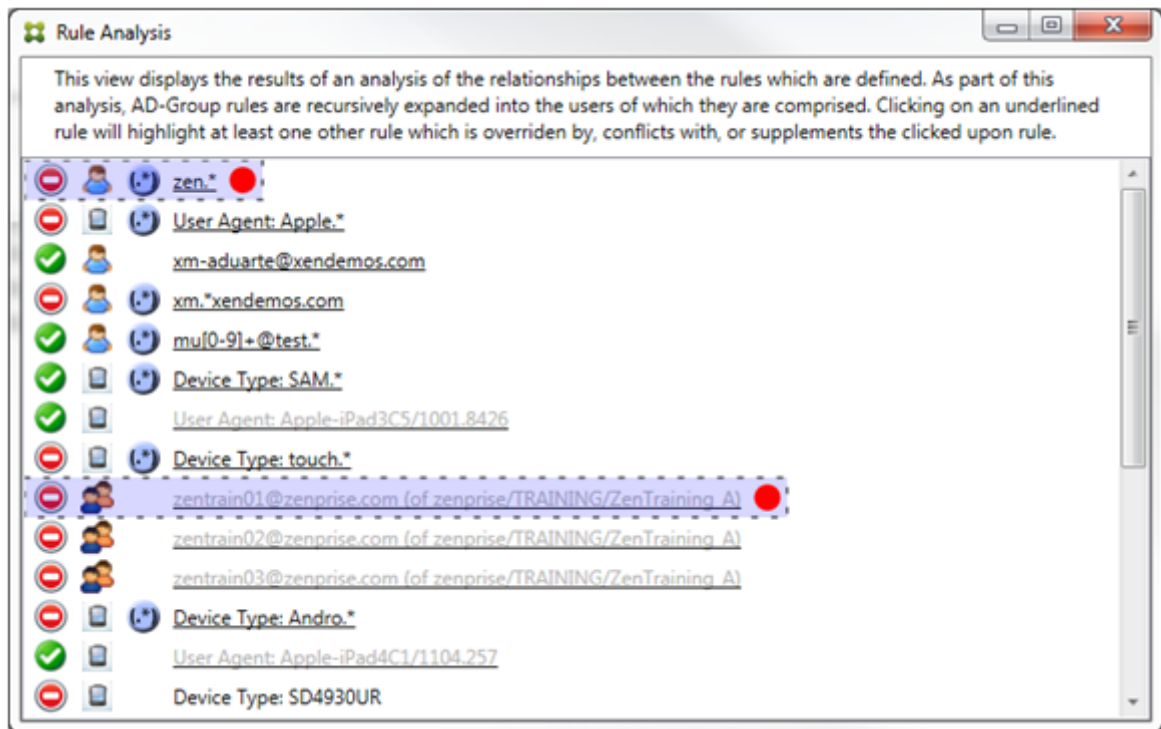 Rule Analysis
This view displays the results of an analysis of the relationships between the rules which are defined. As part of this
analysis, AD-Group rules are recursively expanded into the users of which they are comprised. Clicking on an underlined
rule will highlight at least one other rule which is overriden by, conflicts with, or supplements the clicked upon rule.
(.*) zen.*
(.*) User Agent: Apple.*
xm-aduarte@xendemos.com
(.*) xm.*xendemos.com
(.*) mu[0-9]+@test.*
(.*) Device Type: SAM.*
User Agent: Apple-iPad3C5/1001.8426
(.*) Device Type: touch.*
zentrain01@zenprise.com (of zenprise/TRAINING/ZenTraining_A)
zentrain02@zenprise.com (of zenprise/TRAINING/ZenTraining_A)
zentrain03@zenprise.com (of zenprise/TRAINING/ZenTraining_A)
(.*) Device Type: Andro.*
User Agent: Apple-iPad4C1/1104.257
Device Type: SD4930UR